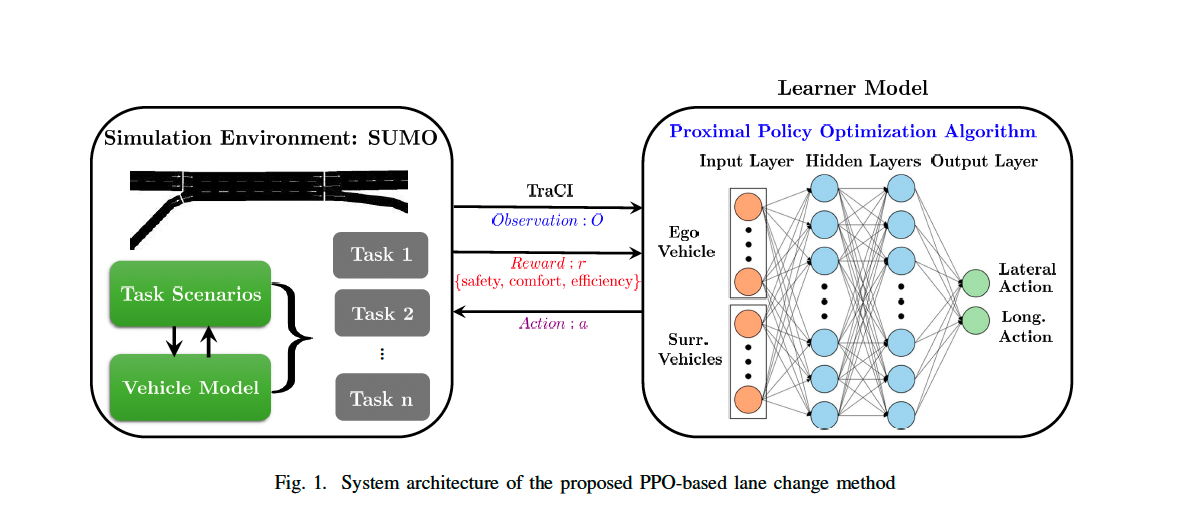 Learner Model
Simulation Environment: SUMO
Task 1
Task Scenarios
Task 2
⋮
Vehicle Model
Task n
TraCI
Observation : O
Reward : r
{safety, comfort, efficiency}
Action : a
Proximal Policy Optimization Algorithm
Input Layer Hidden Layers Output Layer
Ego
Vehicle
Surr.
Vehicles
Lateral
Action
Long.
Action
Fig. 1. System architecture of the proposed PPO-based lane change method